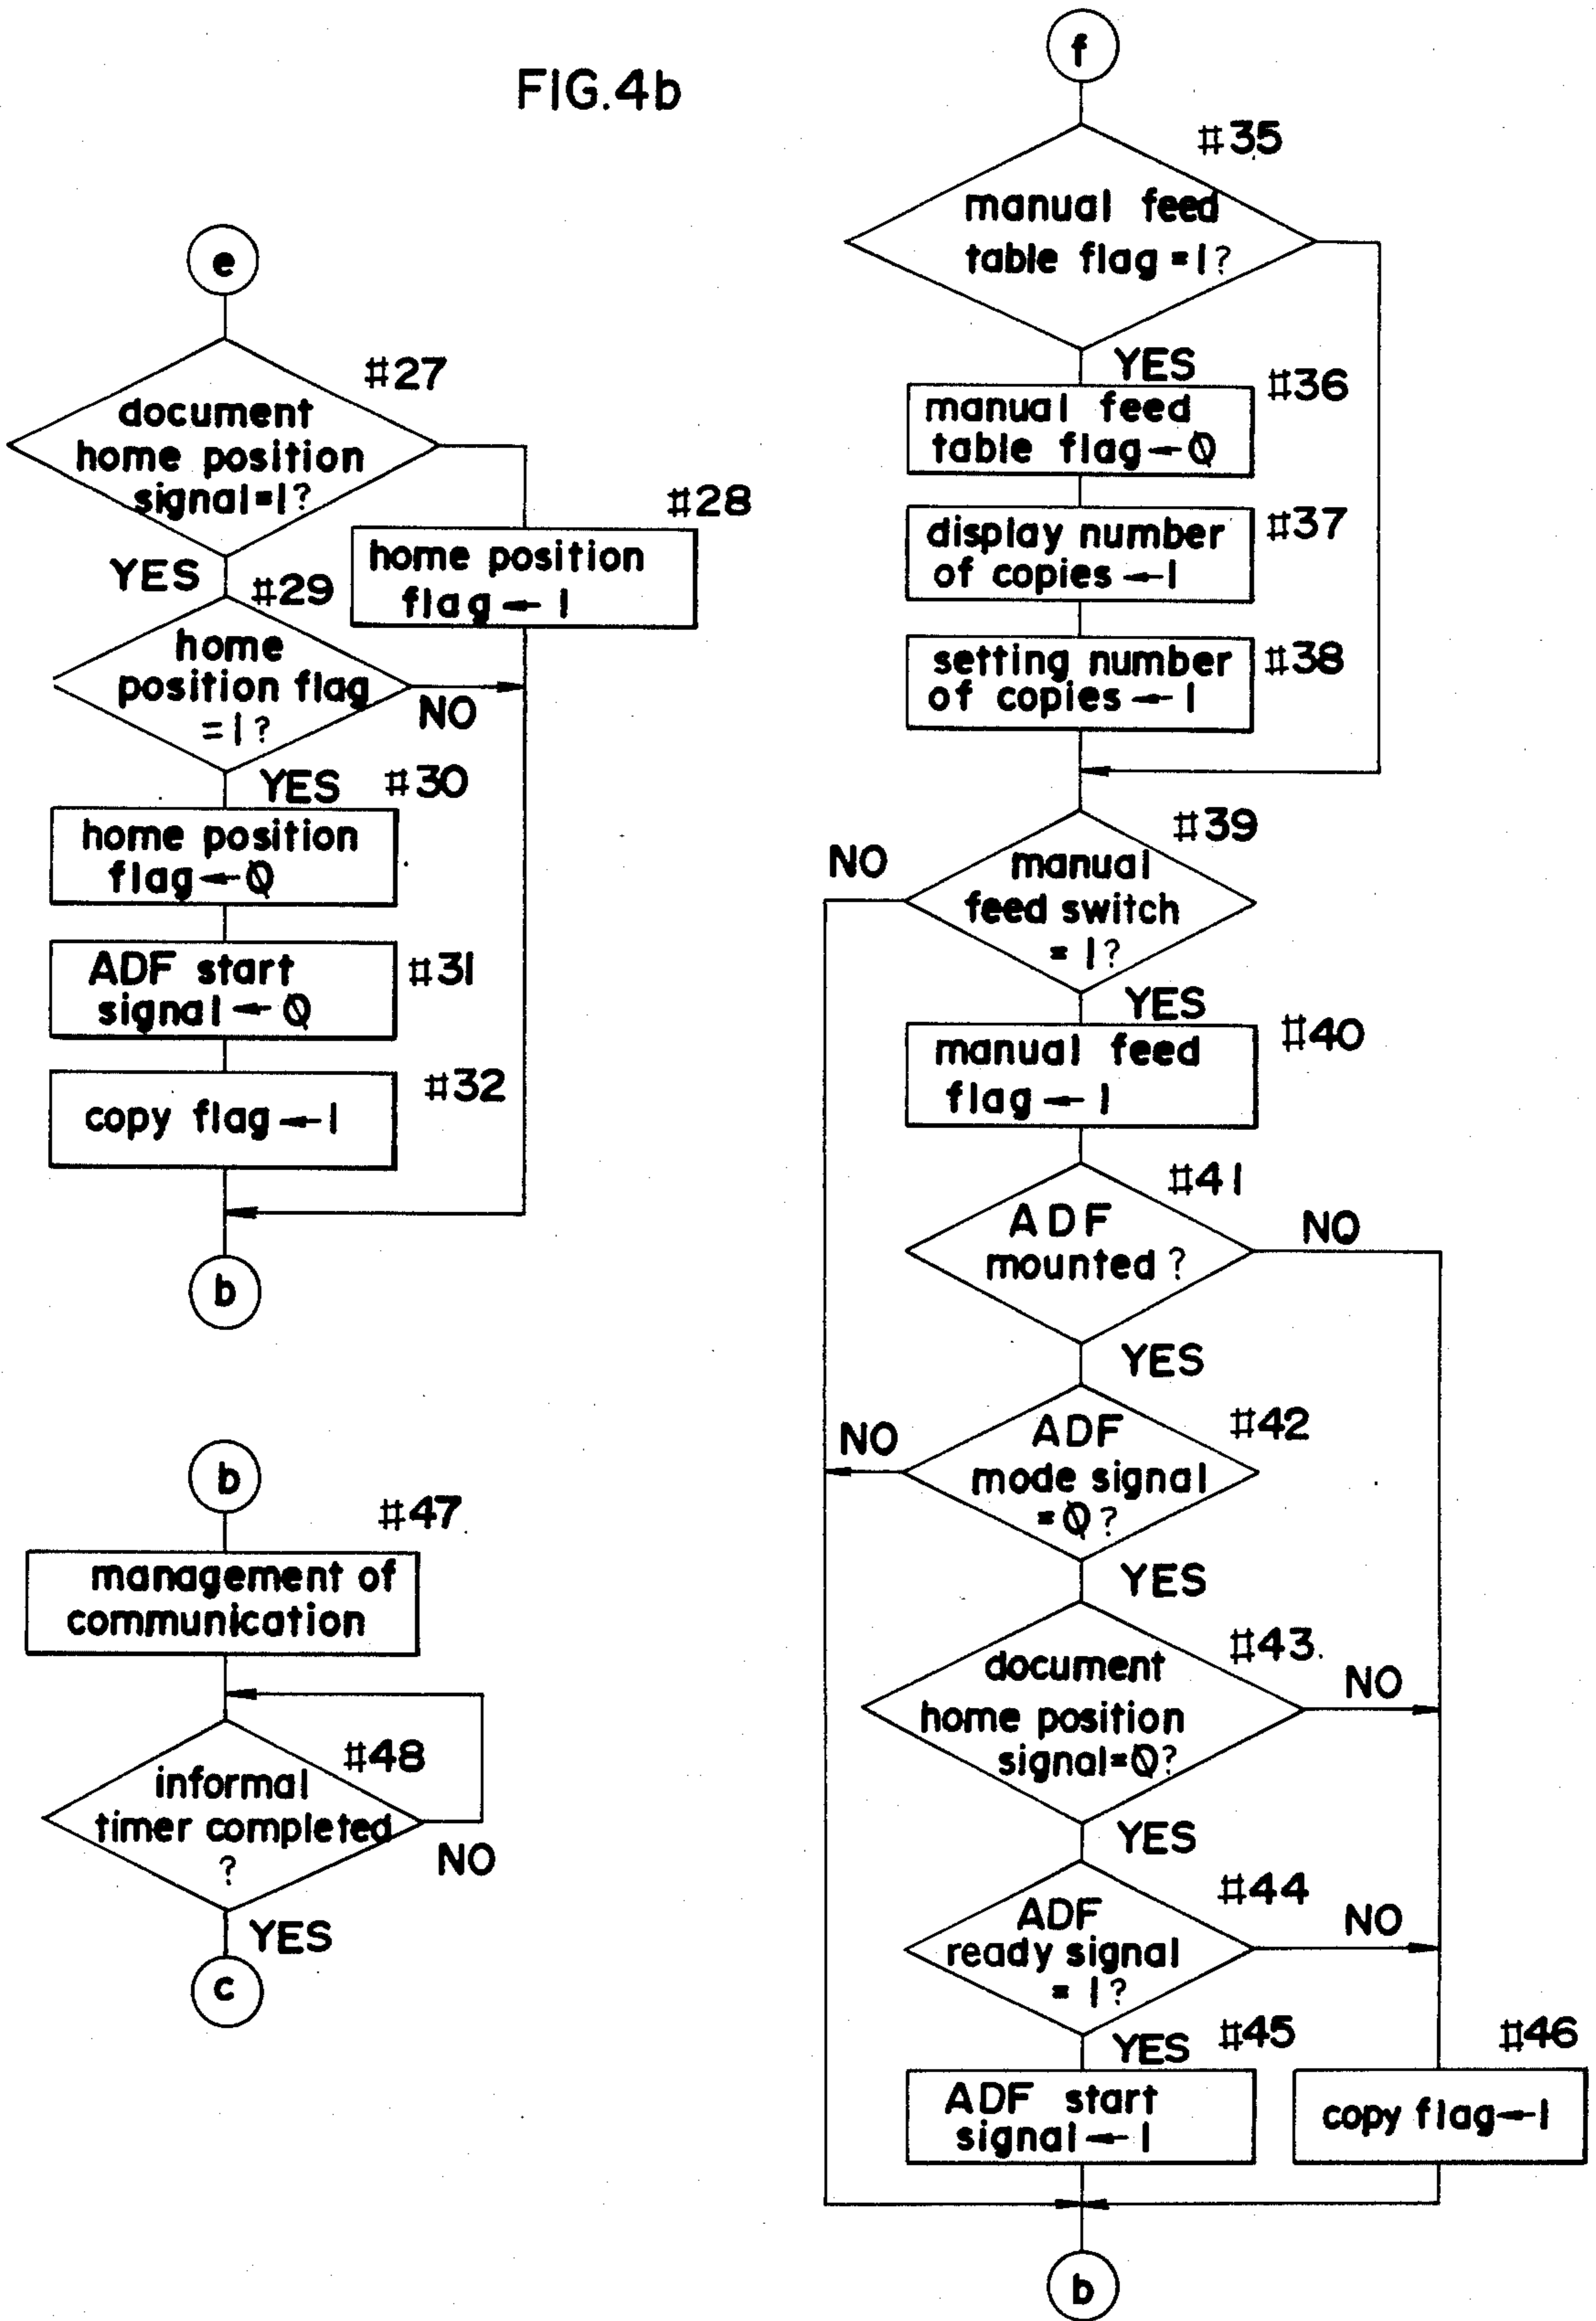 FIG.4b
e
#27
document
home position
signal=1?
YES
#28
home position
flag ← 1
#29
home
position flag
=1?
NO
YES
#30
home position
flag ← 0
ADF start
signal ← 0
#31
copy flag ← 1
#32
b
b
#47
management of
communication
#48
informal
timer completed
?
NO
YES
c
f
#35
manual feed
table flag =1?
YES
#36
manual feed
table flag ← 0
display number
of copies ← 1
#37
setting number
of copies ← 1
#38
#39
NO
manual
feed switch
= 1?
YES
manual feed
flag ← 1
#40
#41
ADF
mounted?
NO
YES
#42
NO
ADF
mode signal
=0?
YES
#43
document
home position
signal=0?
NO
YES
#44
ADF
ready signal
= 1?
NO
YES
#45
ADF start
signal ← 1
#46
copy flag ← 1
b